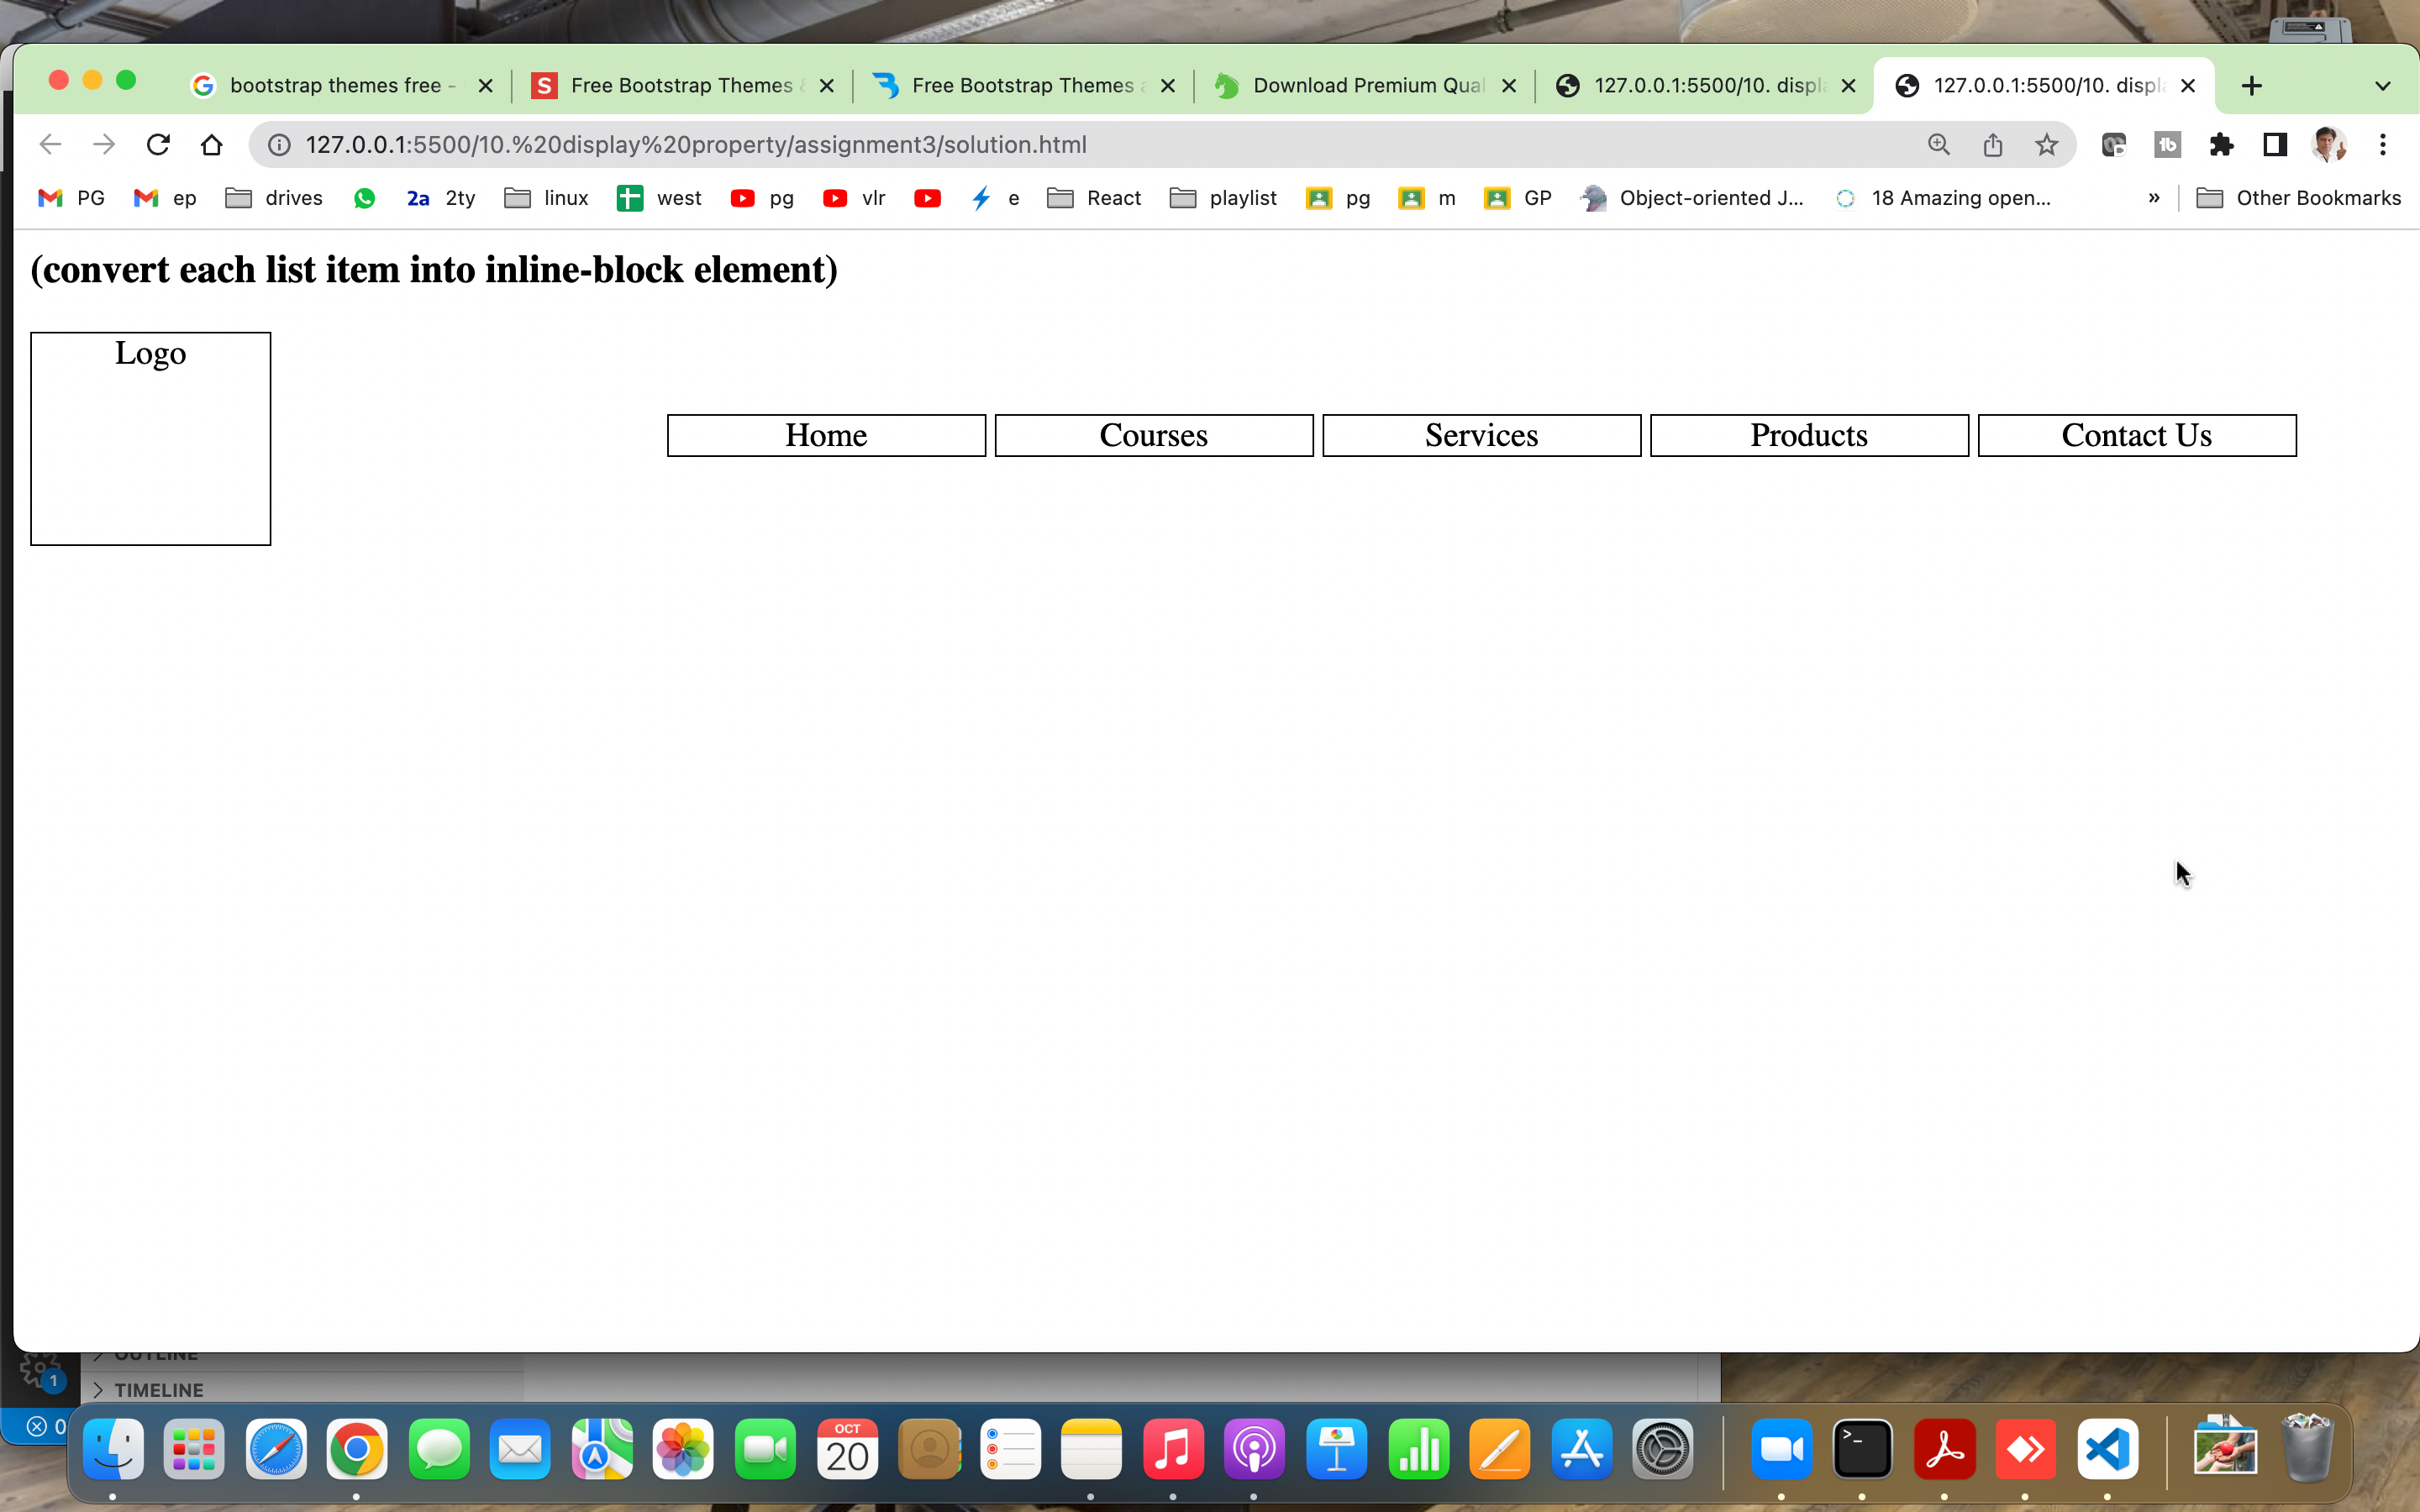 bootstrap themes free -
Free Bootstrap Themes
Free Bootstrap Themes
Download Premium Qual
127.0.0.1:5500/10. displ
127.0.0.1:5500/10. displ
127.0.0.1:5500/10.%20display%20property/assignment3/solution.html
PG ep drives 2a 2ty linux west pg vlr e React playlist pg m GP Object-oriented J... 18 Amazing open... » Other Bookmarks
(convert each list item into inline-block element)
Logo
Home Courses Services Products Contact Us
OUTLINE
1
TIMELINE
0
OCT
20